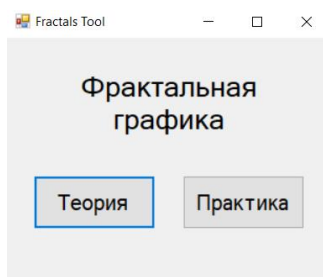 Fractals Tool
Фрактальная
графика
Теория
Практика